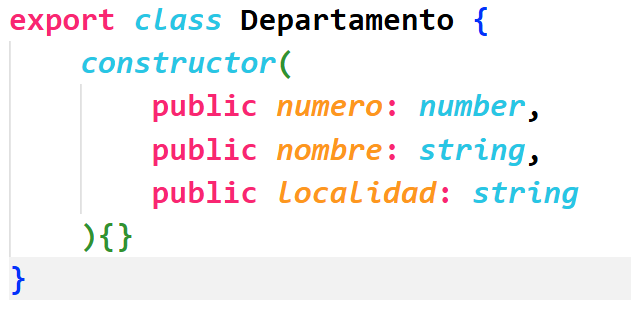 export class Departamento {
    constructor(
        public numero: number,
        public nombre: string,
        public localidad: string
    ){}
}